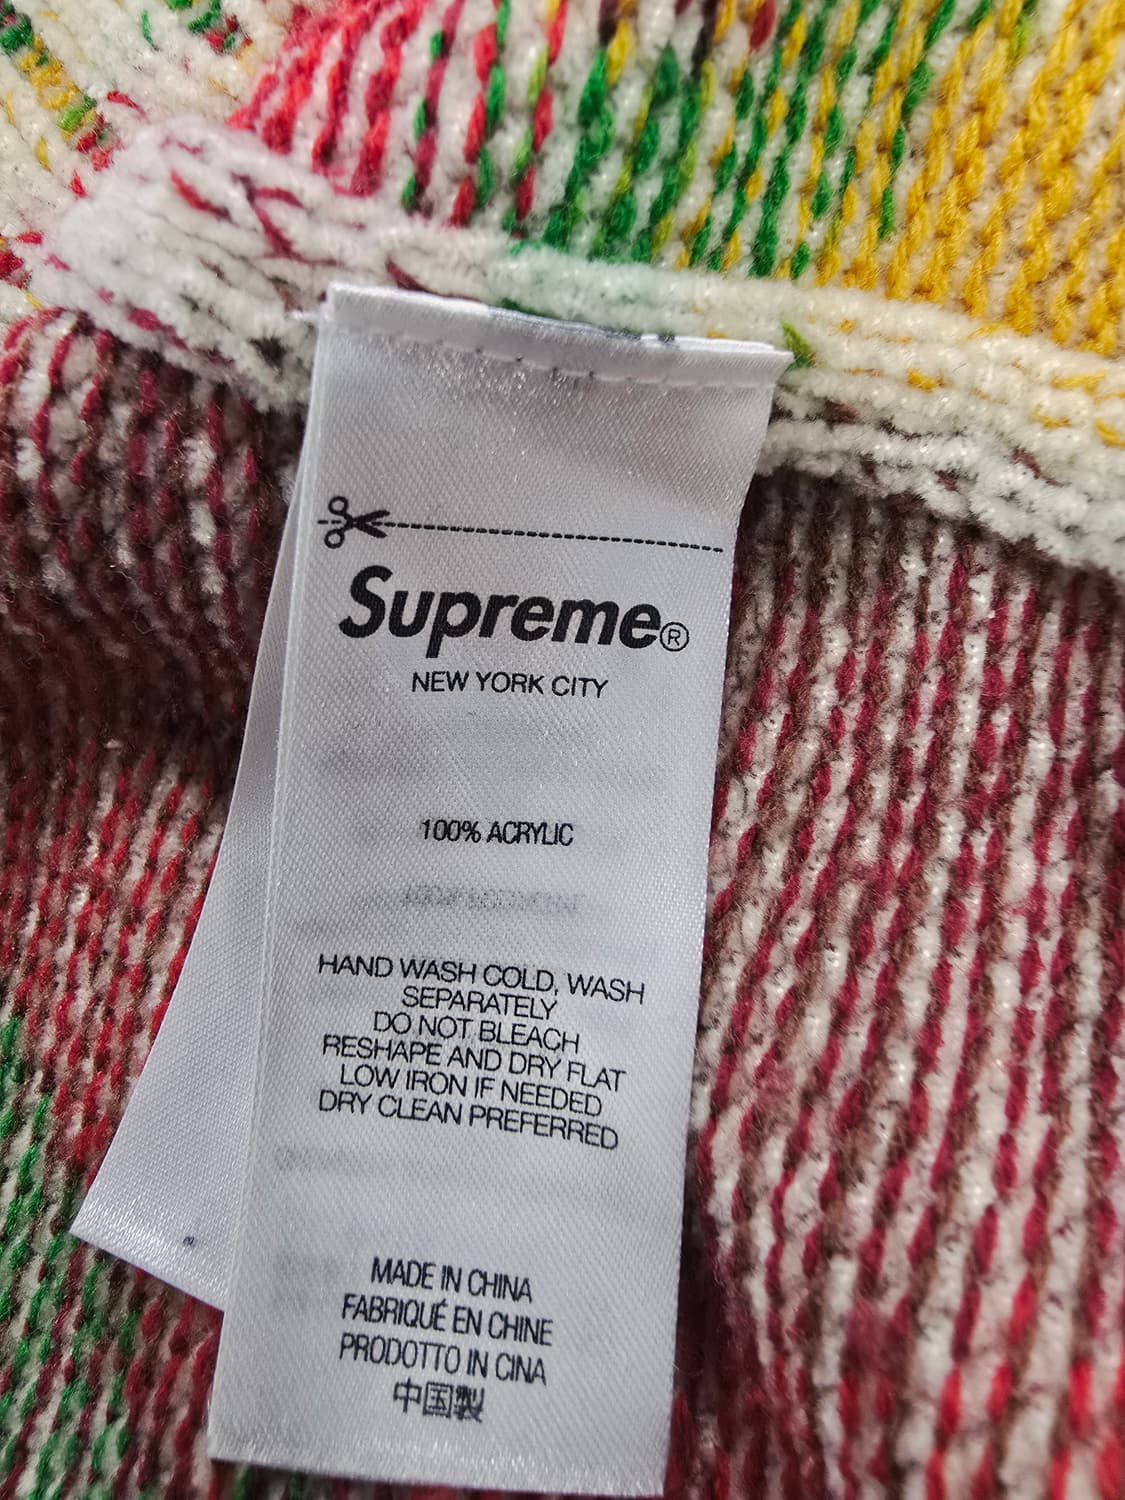 Supreme®
NEW YORK CITY
100% ACRYLIC
HAND WASH COLD, WASH
SEPARATELY
DO NOT BLEACH
RESHAPE AND DRY FLAT
LOW IRON IF NEEDED
DRY CLEAN PREFERRED
MADE IN CHINA
FABRIQUÉ EN CHINE
PRODOTTO IN CINA
中国製